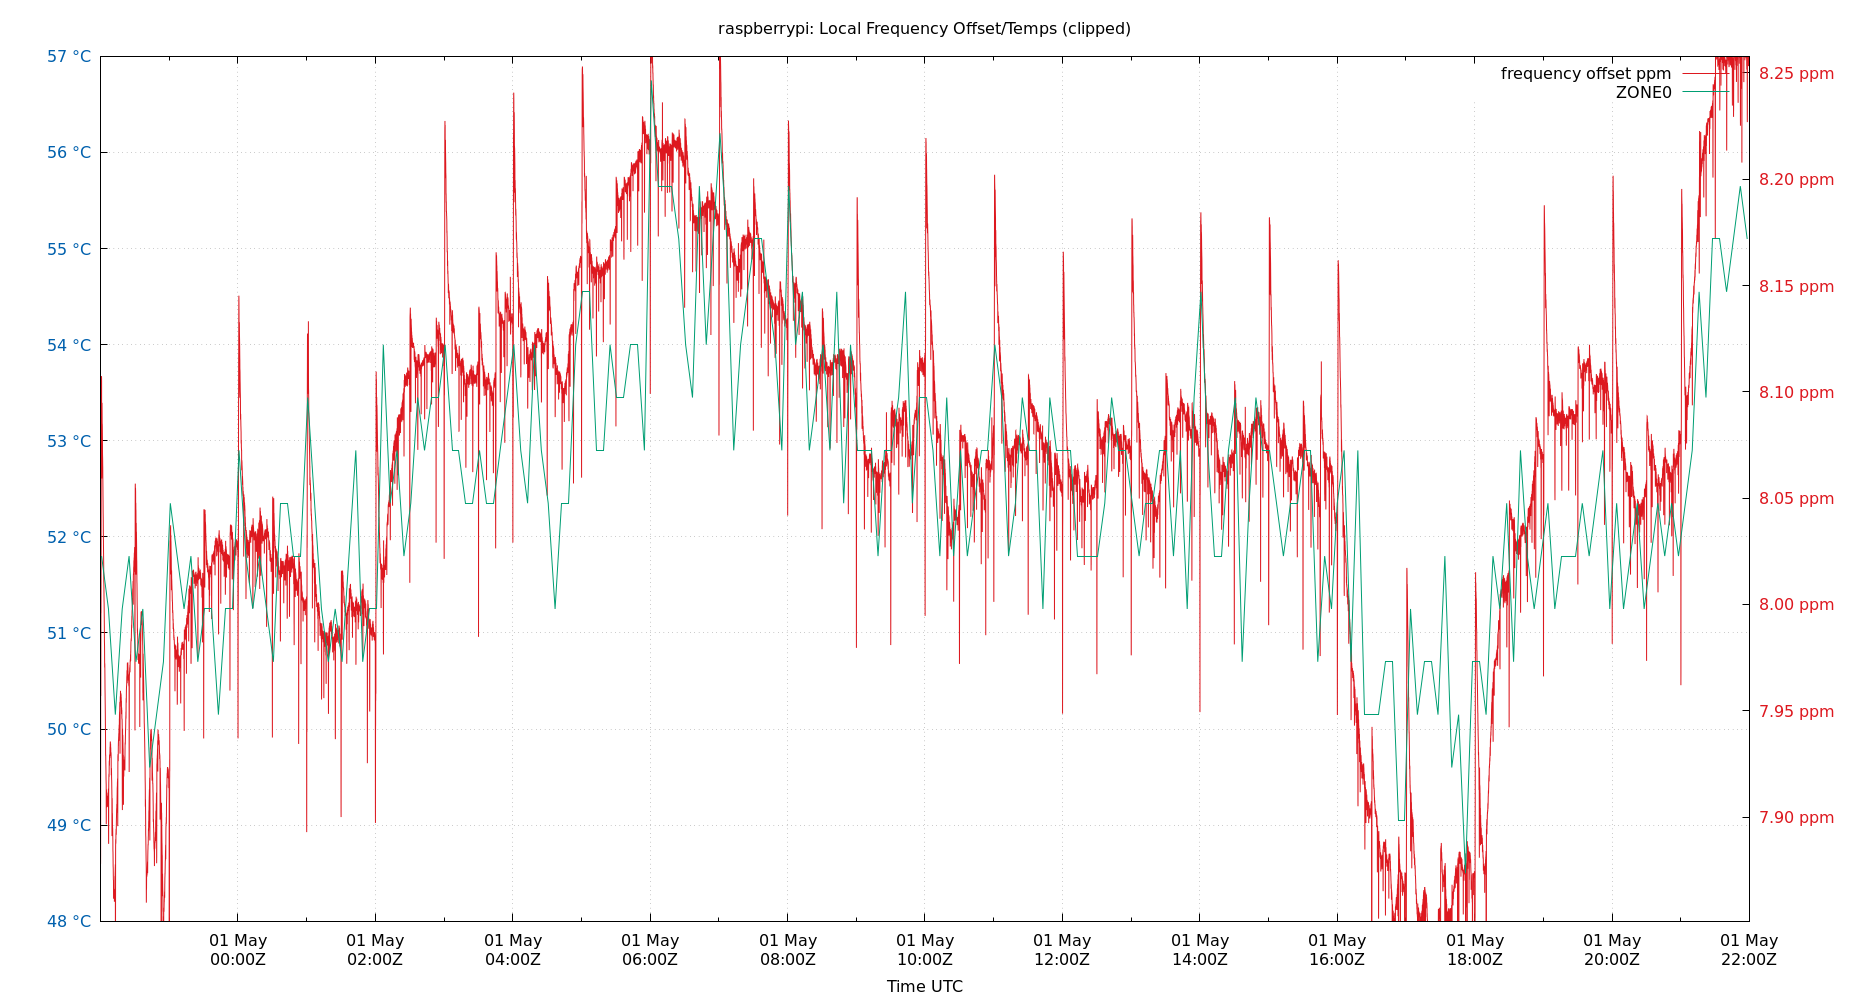 raspberrypi: Local Frequency Offset/Temps (clipped)
57 °C
56 °C
55 °C
54 °C
53 °C
52 °C
51 °C
50 °C
49 °C
48 °C
frequency offset ppm
ZONE0
8.25 ppm
8.20 ppm
8.15 ppm
8.10 ppm
8.05 ppm
8.00 ppm
7.95 ppm
7.90 ppm
01 May 01 May 01 May 01 May 01 May 01 May 01 May 01 May 01 May 01 May 01 May 01 May
00:00Z 02:00Z 04:00Z 06:00Z 08:00Z 10:00Z 12:00Z 14:00Z 16:00Z 18:00Z 20:00Z 22:00Z
Time UTC